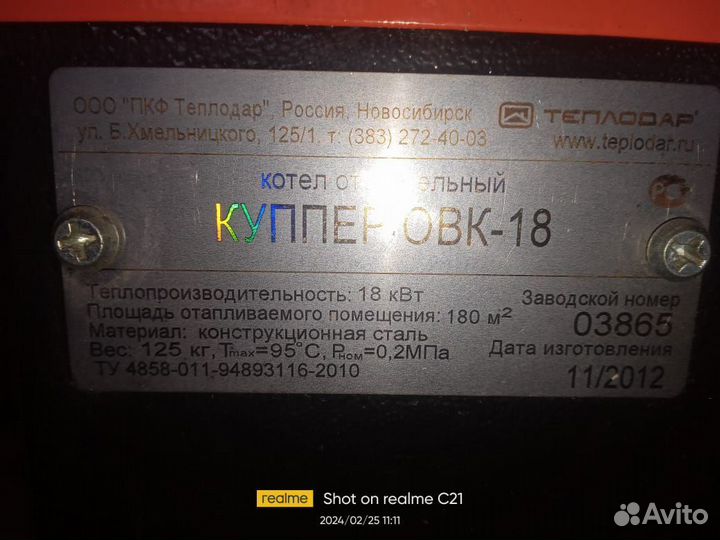 ООО "ПКФ Теплодар", Россия, Новосибирск
ул. Б.Хмельницкого, 125/1. т: (383) 272-40-03
ТЕПЛОДАР
www.teplodar.ru
котел
КУППЕР ОВК-18
Теплопроизводительность: 18 кВт
Площадь отапливаемого помещения: 180 м²
Материал: конструкционная сталь
Вес: 125 кг, Tmax=95°C, Pном=0,2МПа
ТУ 4858-011-94893116-2010
Заводской номер
03865
Дата изготовления
11/2012
realme Shot on realme C21
2024/02/25 11:11
Avito